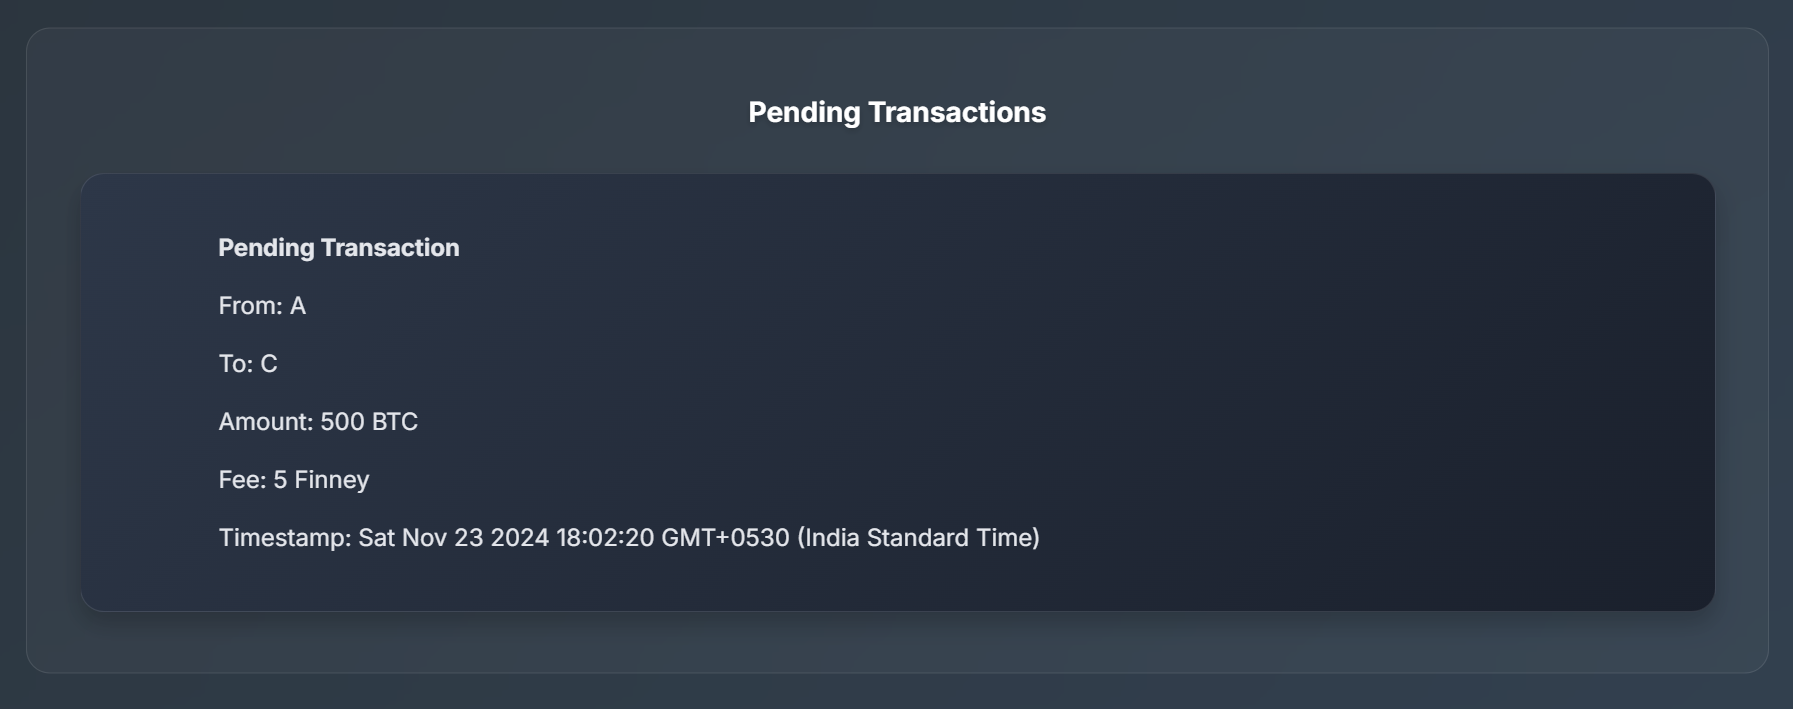 Pending Transactions
Pending Transaction
From: A
To: C
Amount: 500 BTC
Fee: 5 Finney
Timestamp: Sat Nov 23 2024 18:02:20 GMT+0530 (India Standard Time)